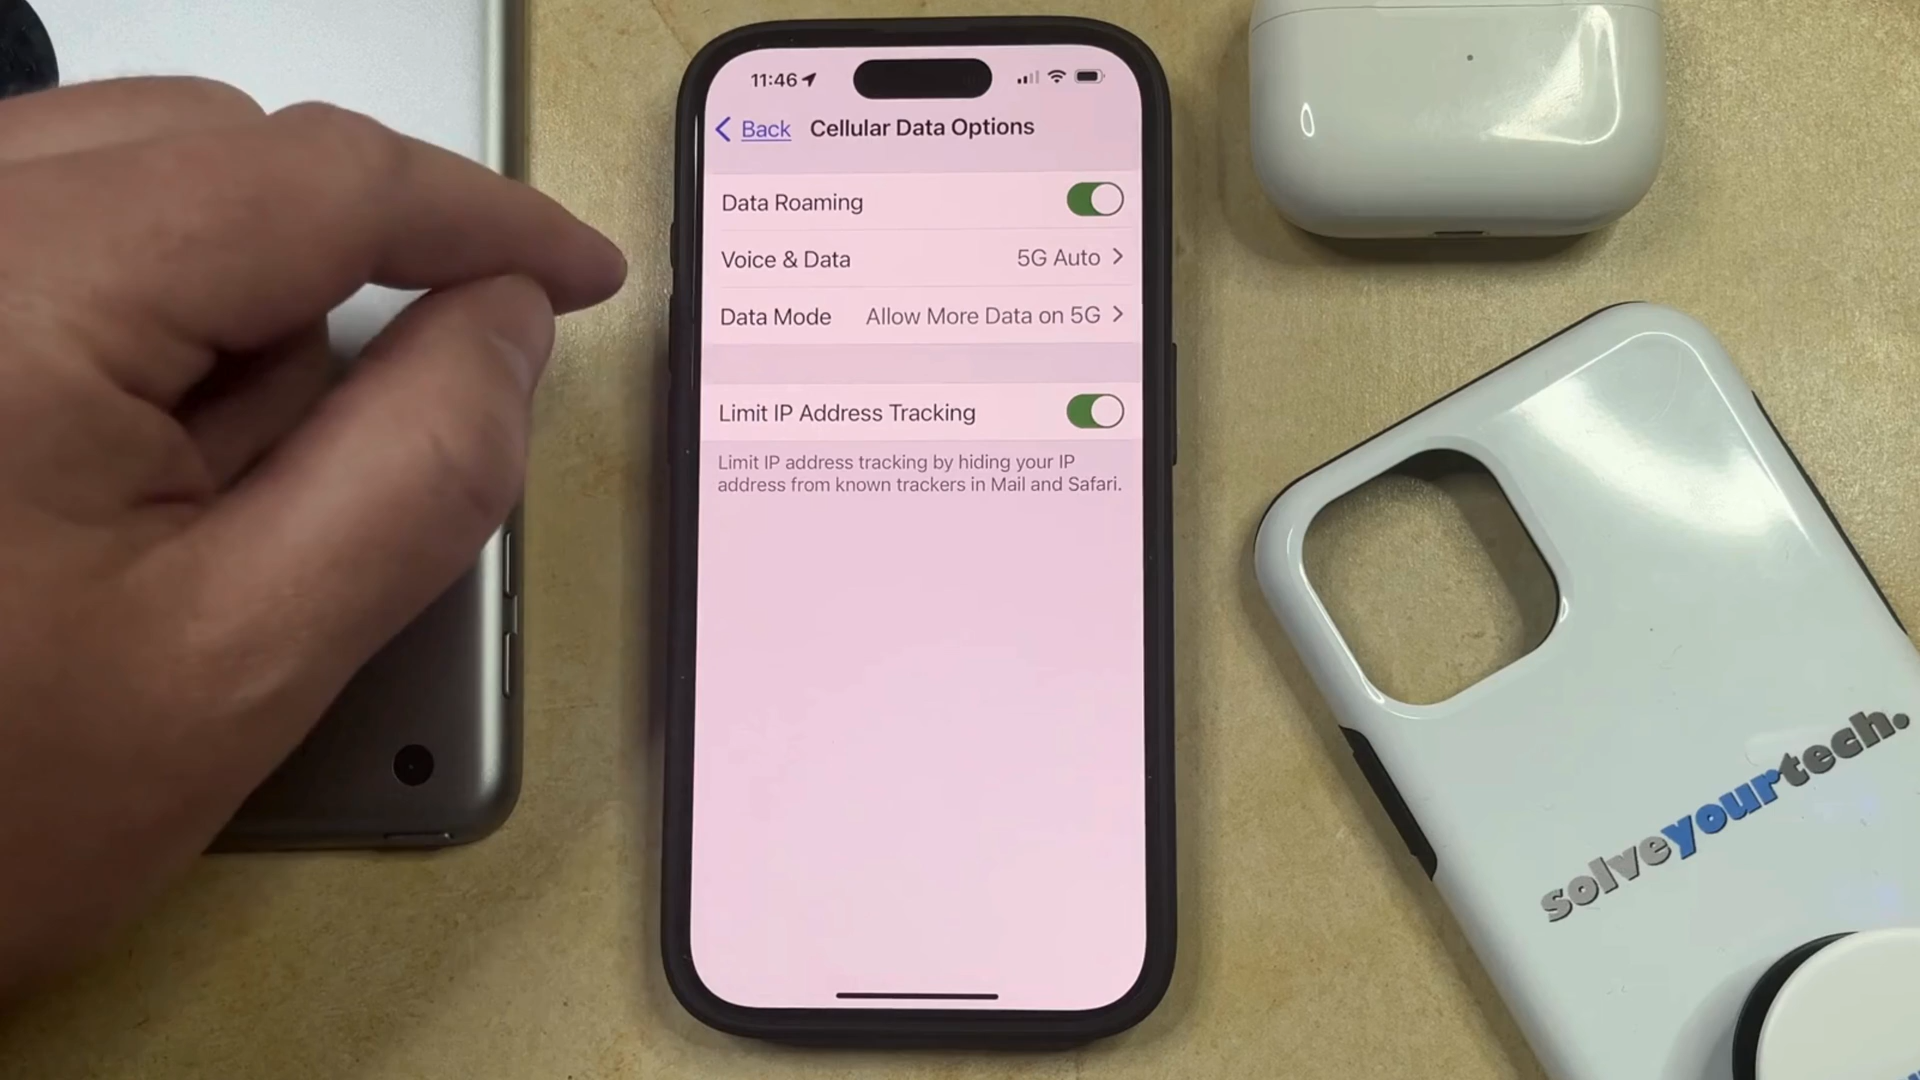 11:46
Back Cellular Data Options
Data Roaming
Voice & Data 5G Auto
Data Mode Allow More Data on 5G
Limit IP Address Tracking
Limit IP address tracking by hiding your IP
address from known trackers in Mail and Safari.
solveyourtech.